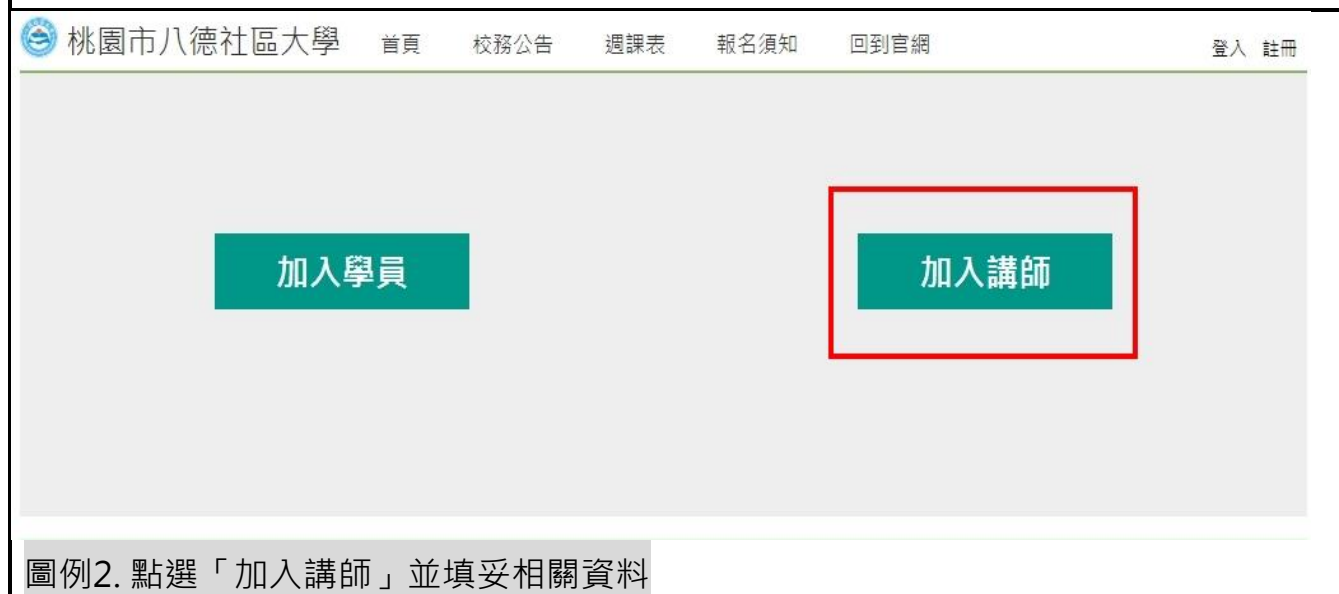 桃園市八德社區大學 首頁 校務公告 週課表 報名須知 回到官網 登入 註冊
加入學員 加入講師
圖例2. 點選「加入講師」並填妥相關資料